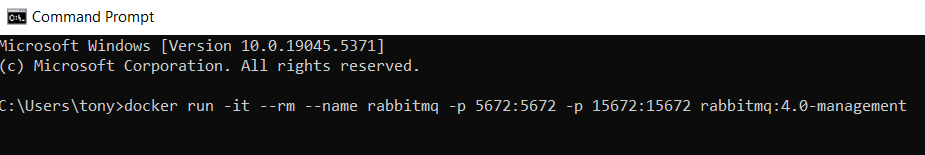 Command Prompt
Microsoft Windows [Version 10.0.19045.5371]
(c) Microsoft Corporation. All rights reserved.
C:\Users\tony>docker run -it --rm --name rabbitmq -p 5672:5672 -p 15672:15672 rabbitmq:4.0-management